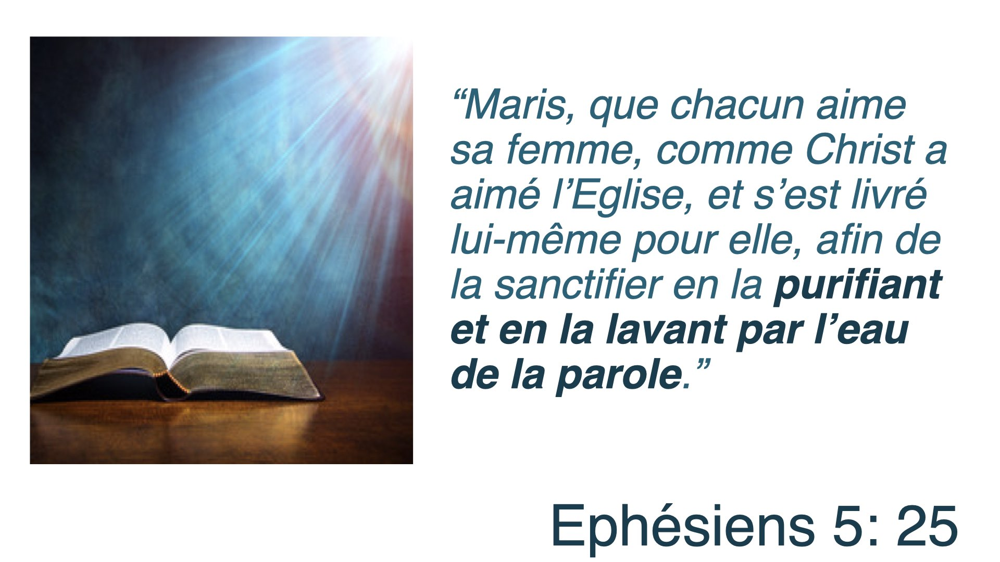 “Maris, que chacun aime
sa femme, comme Christ a
aimé l’Eglise, et s’est livré
lui-même pour elle, afin de
la sanctifier en la purifiant
et en la lavant par l’eau
de la parole.”
Ephésiens 5: 25